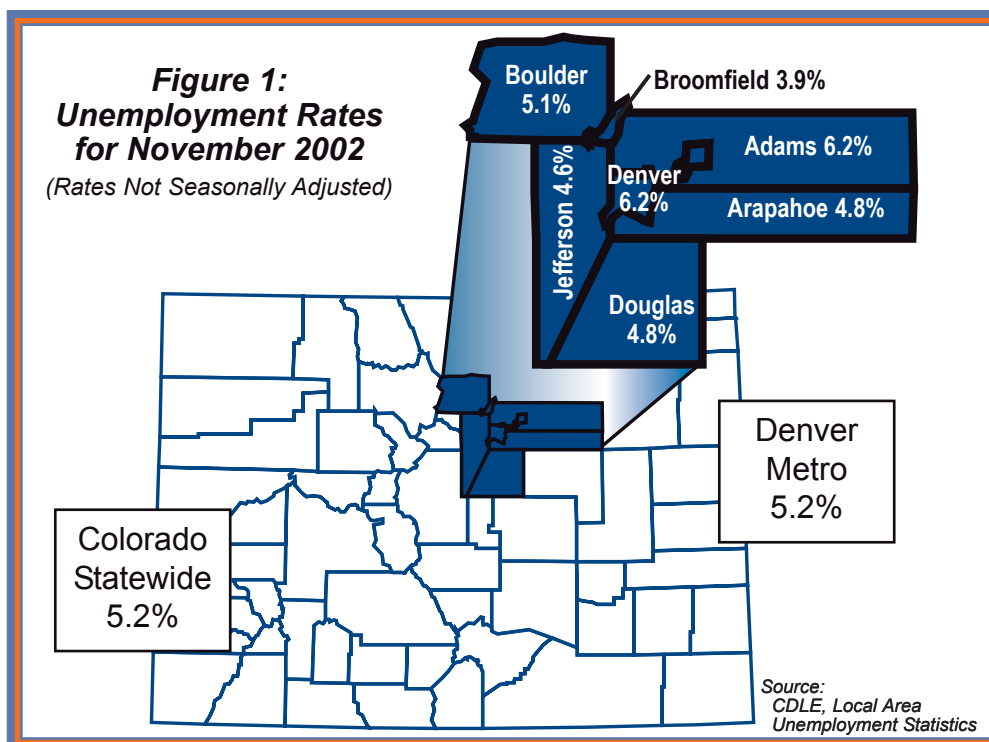 Figure 1:
Unemployment Rates
for November 2002
(Rates Not Seasonally Adjusted)
Boulder
5.1%
Broomfield 3.9%
Adams 6.2%
Jefferson 4.6%
Denver
6.2%
Arapahoe 4.8%
Douglas
4.8%
Denver
Metro
5.2%
Colorado
Statewide
5.2%
Source:
CDLE, Local Area
Unemployment Statistics